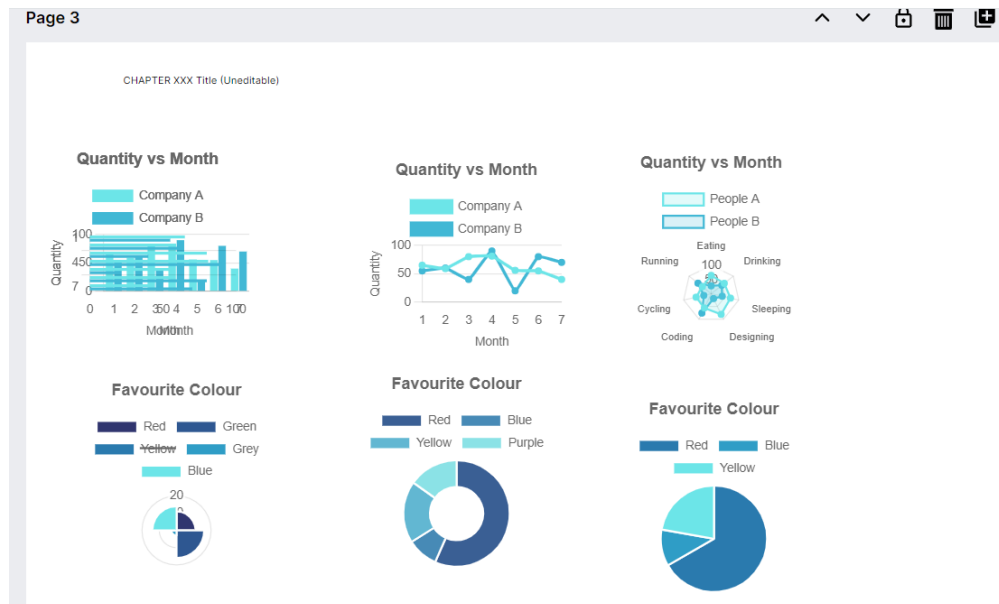 Page 3
CHAPTER XXX Title (Uneditable)
Quantity vs Month
Company A
Company B
100
450
7 0
Quantity
0 1 2 4 5 6
Quantity vs Month
Company A
Company B
100
50
0
Quantity
1 2 3 4 5 6 7
Month
Quantity vs Month
People A
People B
Eating
Running Drinking
100
Cycling Sleeping
Coding Designing
Favourite Colour
Red Green
Yellow Grey
Blue
20
Favourite Colour
Red Blue
Yellow Purple
Favourite Colour
Red Blue
Yellow